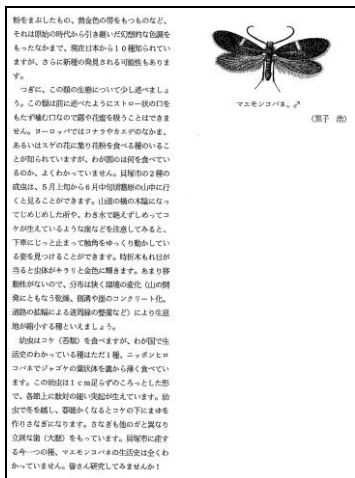 粉をまぶしたもの、黄金色の帯をもつものなど、
それは原始の時代から引き継いだ幻想的な色調
をもったなかまで、現在日本から10種知られてい
ますが、さらに新種の発見される可能性もありま
す。
つぎに、この類の生態について少し述べましょ
う。この類は前に述べたようにストロー状の口を
もたず噛む口なので露や花蜜を吸うことはできま
せん。ヨーロッパではコナラやカエデのなかま、
あるいはスゲの花に集り花粉を食べる種のいるこ
とが知られていますが、わが国のは何を食べてい
るのか、よくわかっていません。貝塚市の2種の
成虫は、5月上旬から6月中旬頃 の山中に行
くと見ることができます。山道の横の木陰になっ
てじめじめした所や、わき水で絶えずしめってコ
ケが生えているような崖などを注意してみると、
下草にじっと止まって触角をゆっくり動かしてい
る姿を見つけることができます。時折木もれ日が
当ると虫体がキラリと金色に輝きます。あまり移
動性がないので、分布は狭く環境の変化（山の開
発にともなう乾燥、側溝や崖のコンクリート化、
道路の拡幅による道周縁の整備など）により生息
地が縮小する種といえましょう。
幼虫はコケ（苔類）を食べますが、わが国で生
活史のわかっている種はただ1種、ニッポンヒロ
コバネでジャゴケの葉状体を裏から薄く食べてい
ます。この幼虫は1cm足らずのころっとした形
で、各節上に数対の細い突起が生えています。幼
虫で冬を越し、春暖かくなるとコケの下にまゆを
作りさなぎになります。さなぎも他のガと異なり
立派な歯（大腮）をもっています。貝塚市に産す
る今一つの種、マエモンコバネの生活史は全くわ
かっていません。皆さん研究してみませんか！
マエモンコバネ、♂
（黒子 浩）